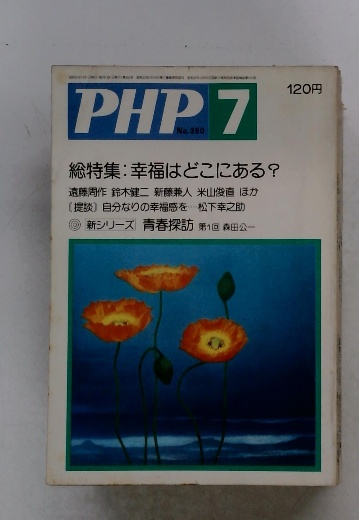 PHP 7
No.380
120円
総特集:幸福はどこにある?
遠藤周作 鈴木健二 新藤兼人 米山俊直 ほか
〔提談〕自分なりの幸福感を…松下幸之助
新シリーズ 青春探訪 第1回 森田公一